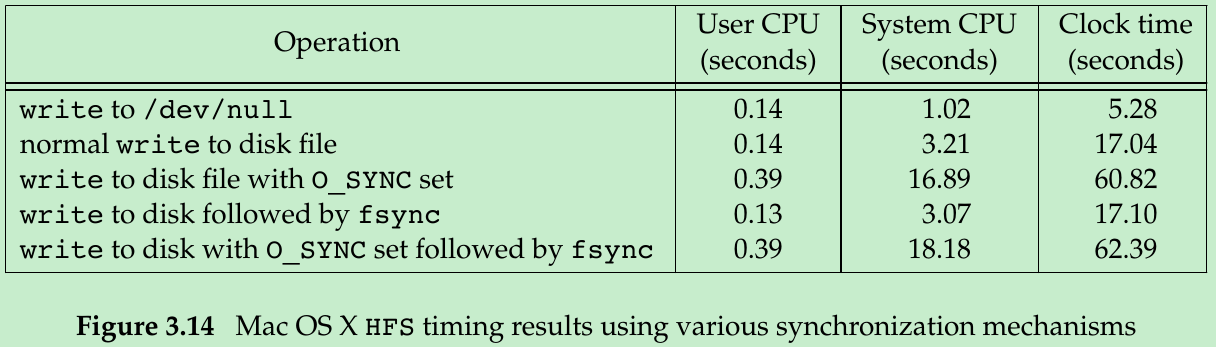 Operation User CPU System CPU Clock time
(seconds) (seconds) (seconds)
write to /dev/null 0.14 1.02 5.28
normal write to disk file 0.14 3.21 17.04
write to disk file with O_SYNC set 0.39 16.89 60.82
write to disk followed by fsync 0.13 3.07 17.10
write to disk with O_SYNC set followed by fsync 0.39 18.18 62.39
Figure 3.14 Mac OS X HFS timing results using various synchronization mechanisms